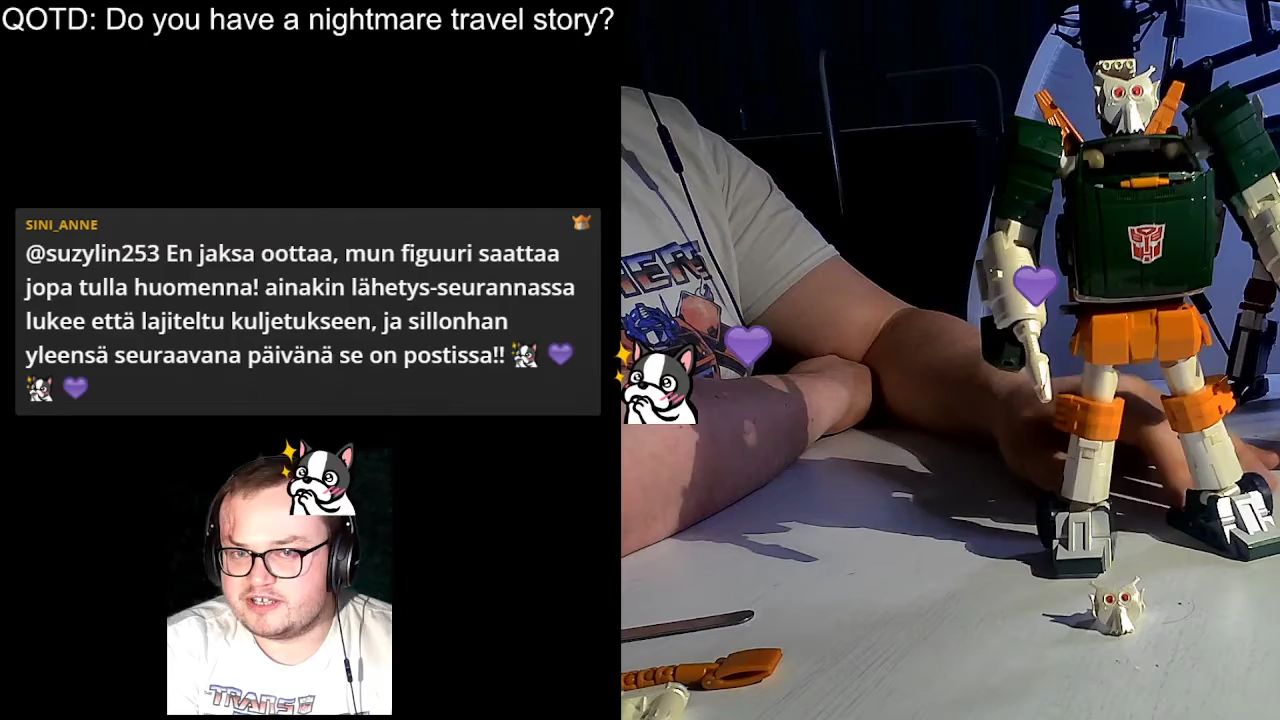 QOTD: Do you have a nightmare travel story?
SINI_ANNE
@suzylin253 En jaksa oottaa, mun figuuri saattaa
jopa tulla huomenna! ainakin lähetys-seurannassa
lukee että lajiteltu kuljetukseen, ja sillonhan
yleensä seuraavana päivänä se on postissa!!